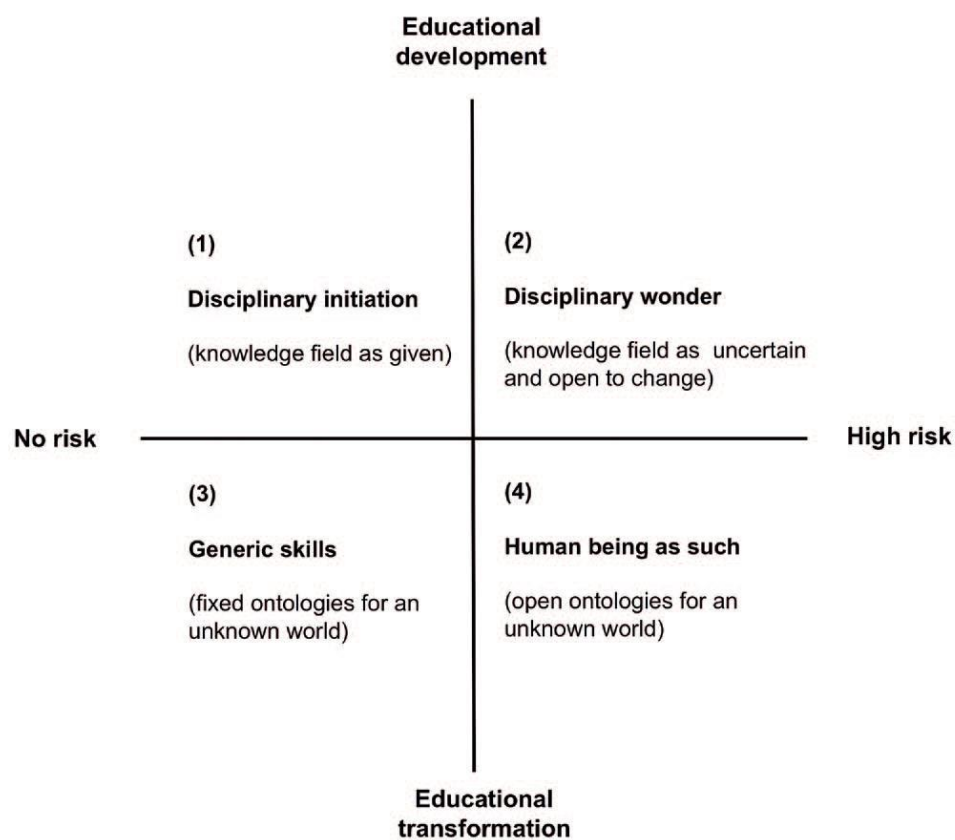 Educational
development
(1)
Disciplinary initiation
(knowledge field as given)
(2)
Disciplinary wonder
(knowledge field as uncertain
and open to change)
No risk
High risk
(3)
Generic skills
(fixed ontologies for an
unknown world)
(4)
Human being as such
(open ontologies for an
unknown world)
Educational
transformation